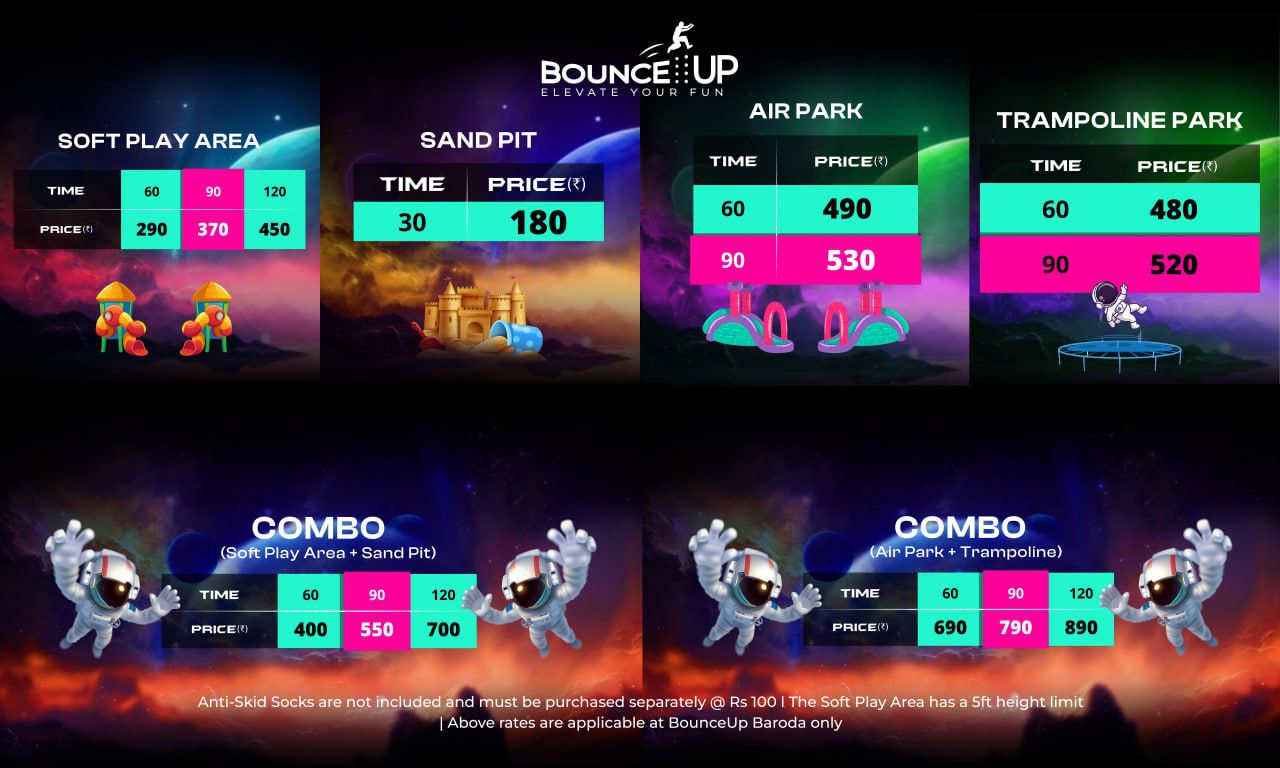 BOUNCE UP
ELEVATE YOUR FUN
SOFT PLAY AREA
TIME 60 90 120
PRICE(₹) 290 370 450
SAND PIT
TIME PRICE(₹)
30 180
AIR PARK
TIME PRICE(₹)
60 490
90 530
TRAMPOLINE PARK
TIME PRICE(₹)
60 480
90 520
COMBO
(Soft Play Area + Sand Pit)
TIME 60 90 120
PRICE(₹) 400 550 700
COMBO
(Air Park + Trampoline)
TIME 60 90 120
PRICE(₹) 690 790 890
Anti-Skid Socks are not included and must be purchased separately @ Rs 100 l The Soft Play Area has a 5ft height limit
| Above rates are applicable at BounceUp Baroda only